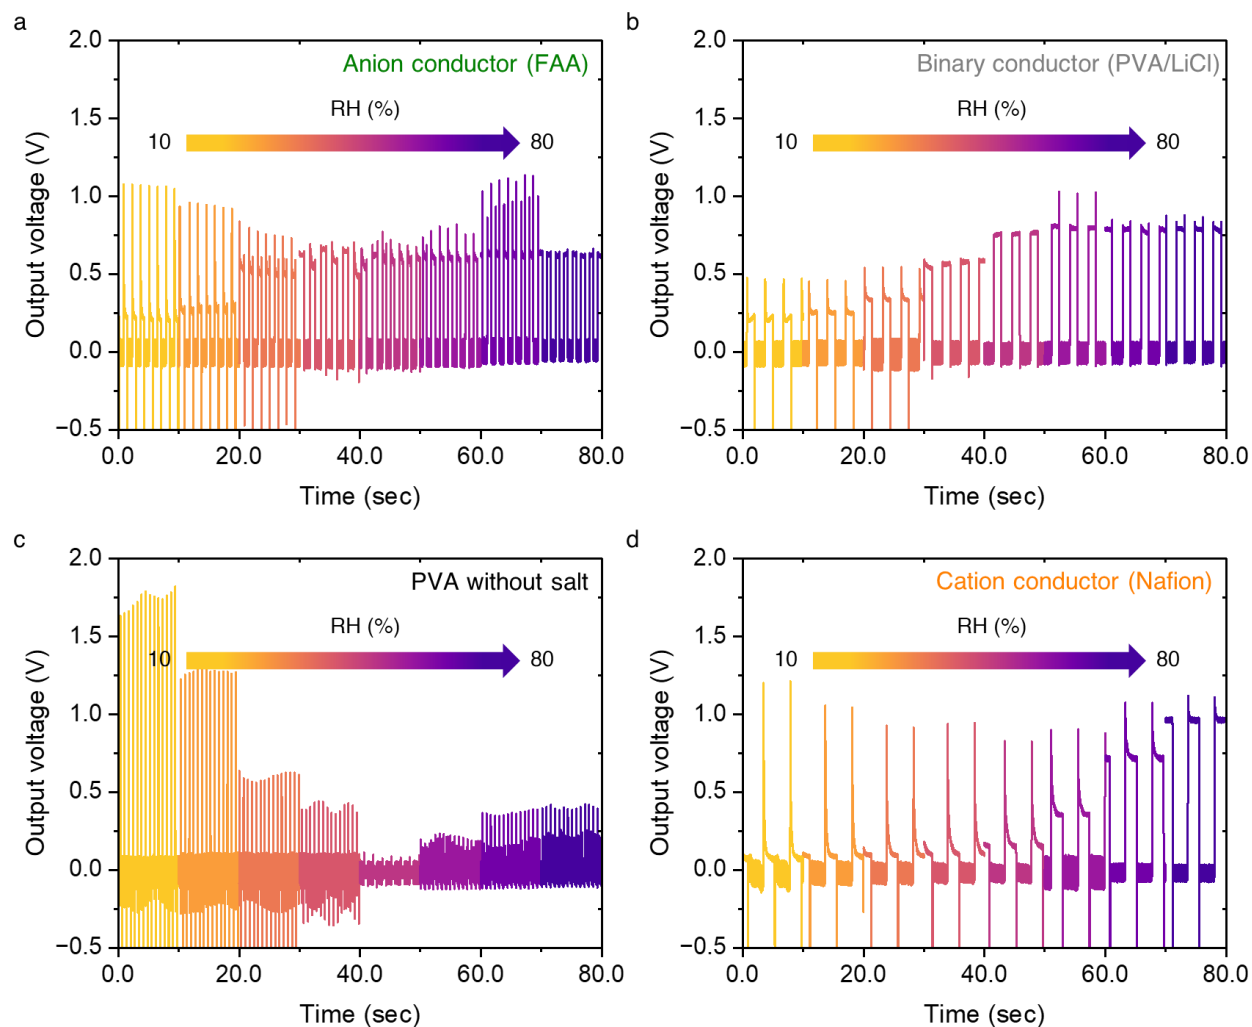 a
2.0
1.5
1.0
0.5
0.0
−0.5
Output voltage (V)
Anion conductor (FAA)
RH (%)
10
80
0.0 20.0 40.0 60.0 80.0
Time (sec)
b
2.0
1.5
1.0
0.5
0.0
−0.5
Output voltage (V)
Binary conductor (PVA/LiCl)
RH (%)
10
80
0.0 20.0 40.0 60.0 80.0
Time (sec)
c
2.0
1.5
1.0
0.5
0.0
−0.5
Output voltage (V)
PVA without salt
RH (%)
10
80
0.0 20.0 40.0 60.0 80.0
Time (sec)
d
2.0
1.5
1.0
0.5
0.0
−0.5
Output voltage (V)
Cation conductor (Nafion)
RH (%)
10
80
0.0 20.0 40.0 60.0 80.0
Time (sec)